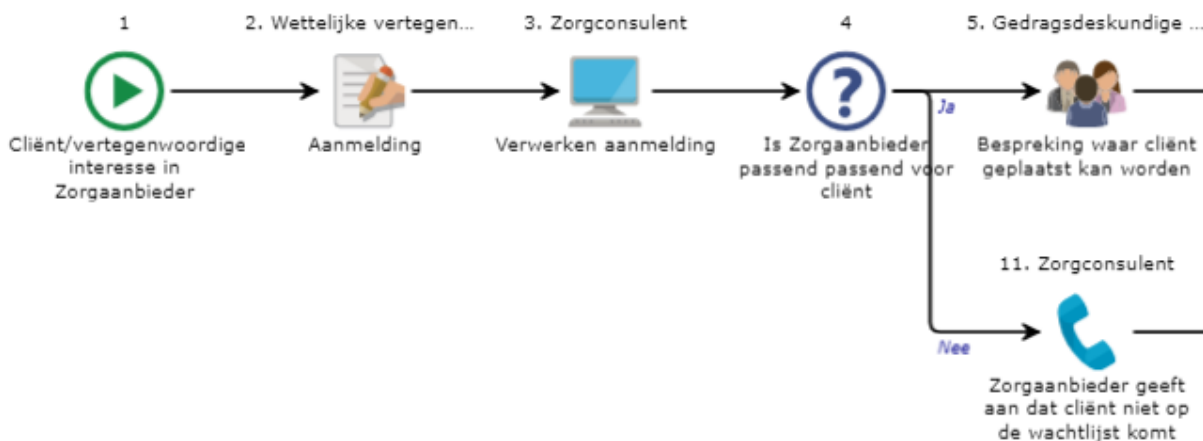 1
2. Wettelijke vertegen...
3. Zorgconsulent
4
5. Gedragsdeskundige ...
Cliënt/vertegenwoordige
interesse in
Zorgaanbieder
Aanmelding
Verwerken aanmelding
Is Zorgaanbieder
passend passend voor
cliënt
Ja
Bespreking waar cliënt
geplaatst kan worden
11. Zorgconsulent
Nee
Zorgaanbieder geeft
aan dat cliënt niet op
de wachtlijst komt